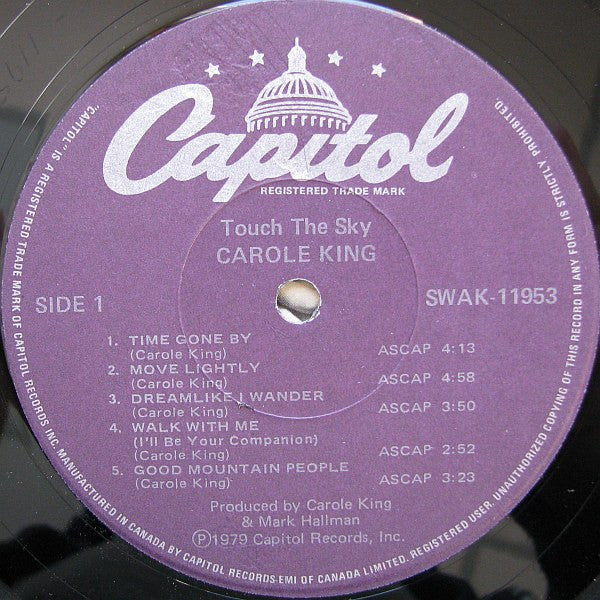 Capitol
REGISTERED TRADE MARK
Touch The Sky
CAROLE KING
SIDE 1
SWAK-11953
1. TIME GONE BY
(Carole King) ASCAP 4:13
2. MOVE LIGHTLY
(Carole King) ASCAP 4:58
3. DREAMLIKE I WANDER
(Carole King) ASCAP 3:50
4. WALK WITH ME
(I'll Be Your Companion)
(Carole King) ASCAP 2:52
5. GOOD MOUNTAIN PEOPLE
(Carole King) ASCAP 3:23
Produced by Carole King
& Mark Hallman
Ⓟ1979 Capitol Records, Inc.
"CAPITOL" IS A REGISTERED TRADE MARK OF CAPITOL RECORDS INC. MANUFACTURED IN CANADA BY CAPITOL RECORDS-EMI OF CANADA LIMITED. REGISTERED USER. UNAUTHORIZED COPYING OF THIS RECORD IN ANY FORM IS STRICTLY PROHIBITED.